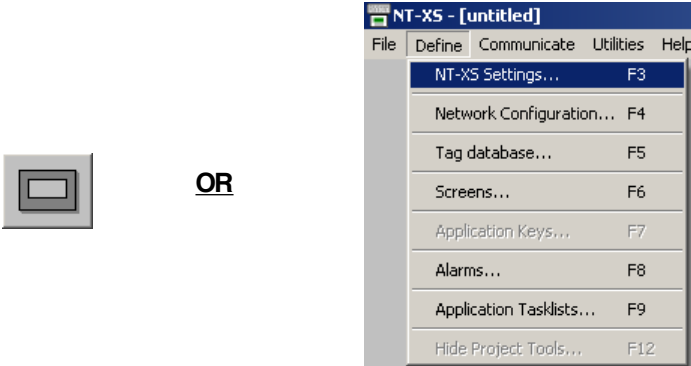 NT-XS - [untitled]
File Define Communicate Utilities Help
NT-XS Settings... F3
Network Configuration... F4
Tag database... F5
OR
Screens... F6
Application Keys... F7
Alarms... F8
Application Tasklists... F9
Hide Project Tools... F12